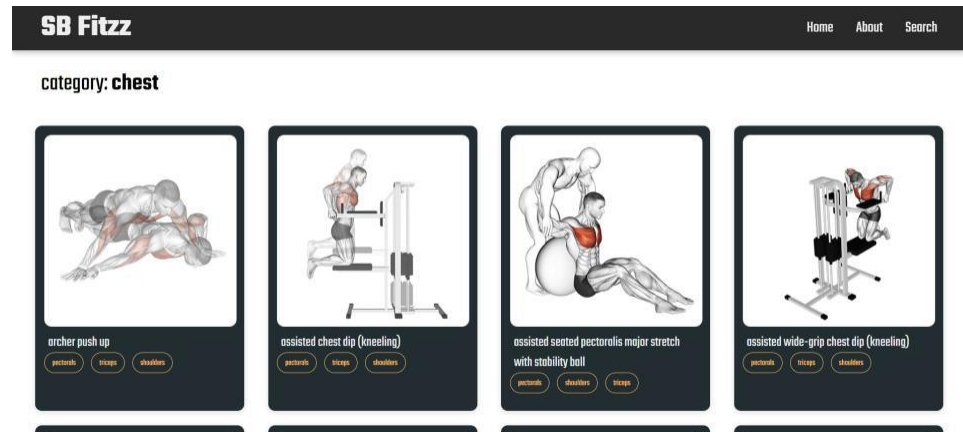 SB Fitzz
Home About Search
category: chest
archer push up
pectorals triceps shoulders
assisted chest dip (kneeling)
pectorals triceps shoulders
assisted seated pectoralis major stretch
with stability ball
pectorals shoulders triceps
assisted wide-grip chest dip (kneeling)
pectorals triceps shoulders